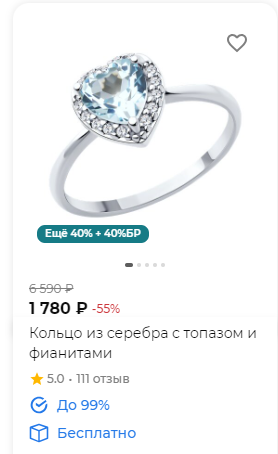 Ещё 40% + 40%БР
6 590 ₽
1 780 ₽ -55%
Кольцо из серебра с топазом и
фианитами
5.0 • 111 отзыв
До 99%
Бесплатно